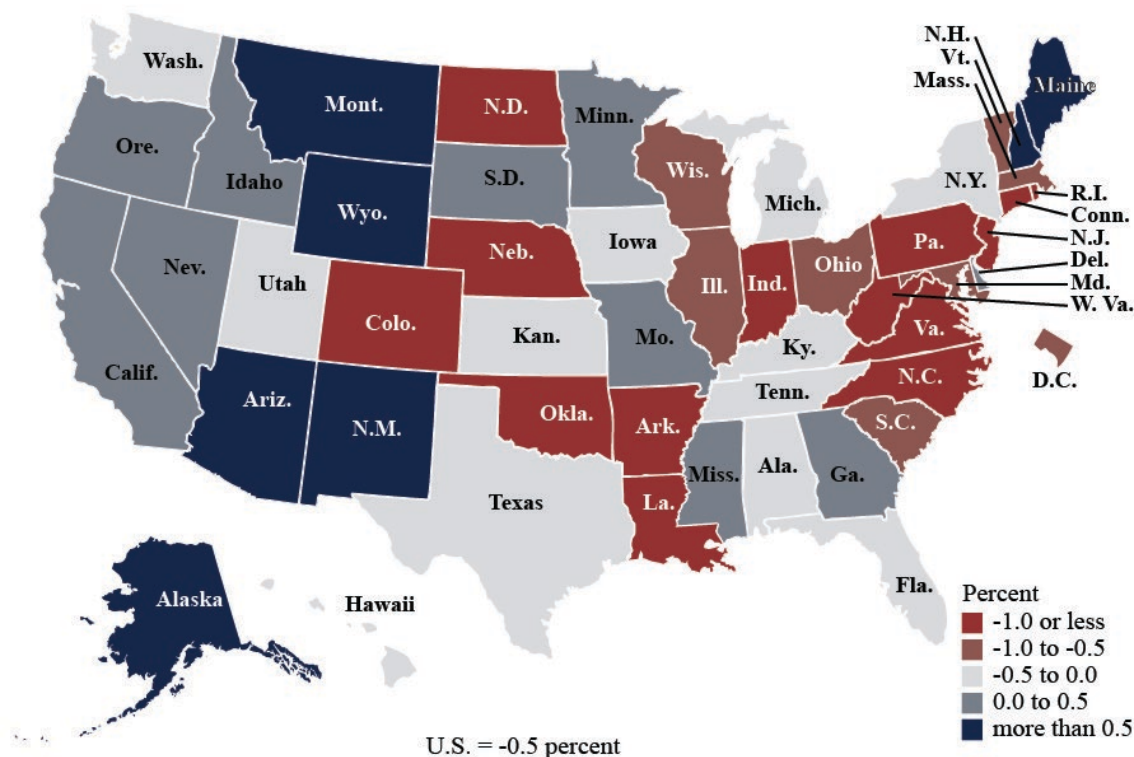 N.H.
Vt.
Mass.
Wash.
Mont.
N.D.
Minn.
Maine
Ore.
Idaho
S.D.
Wis.
Mich.
N.Y.
R.I.
Conn.
N.J.
Del.
Md.
W. Va.
Wyo.
Neb.
Iowa
Ill.
Ind.
Ohio
Pa.
Nev.
Utah
Colo.
Kan.
Mo.
Ky.
Va.
D.C.
Calif.
Ariz.
N.M.
Okla.
Ark.
Tenn.
N.C.
S.C.
Texas
La.
Miss.
Ala.
Ga.
Fla.
Alaska
Hawaii
Percent
-1.0 or less
-1.0 to -0.5
-0.5 to 0.0
0.0 to 0.5
more than 0.5
U.S. = -0.5 percent